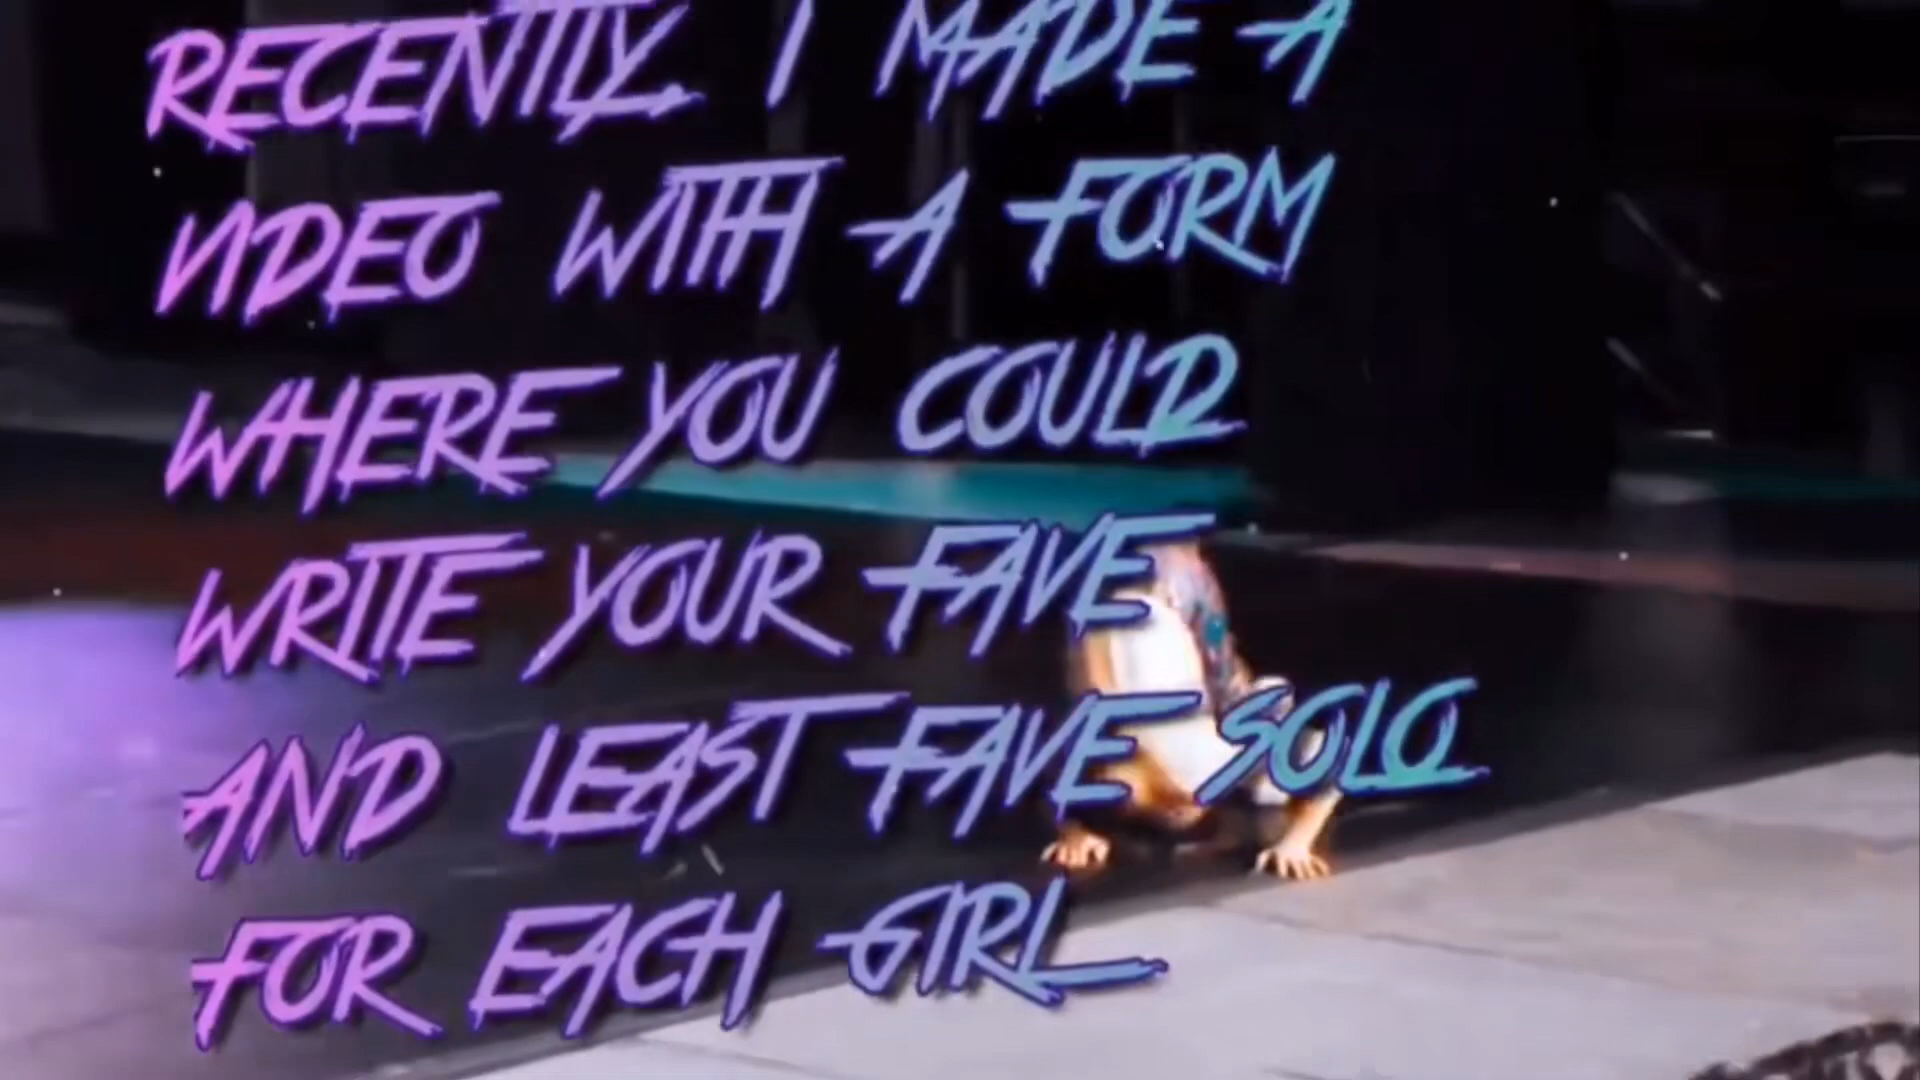 RECENTLY, I MADE A
VIDEO WITH A FORM
WHERE YOU COULD
WRITE YOUR FAVE
AND LEAST FAVE SOLO
FOR EACH GIRL